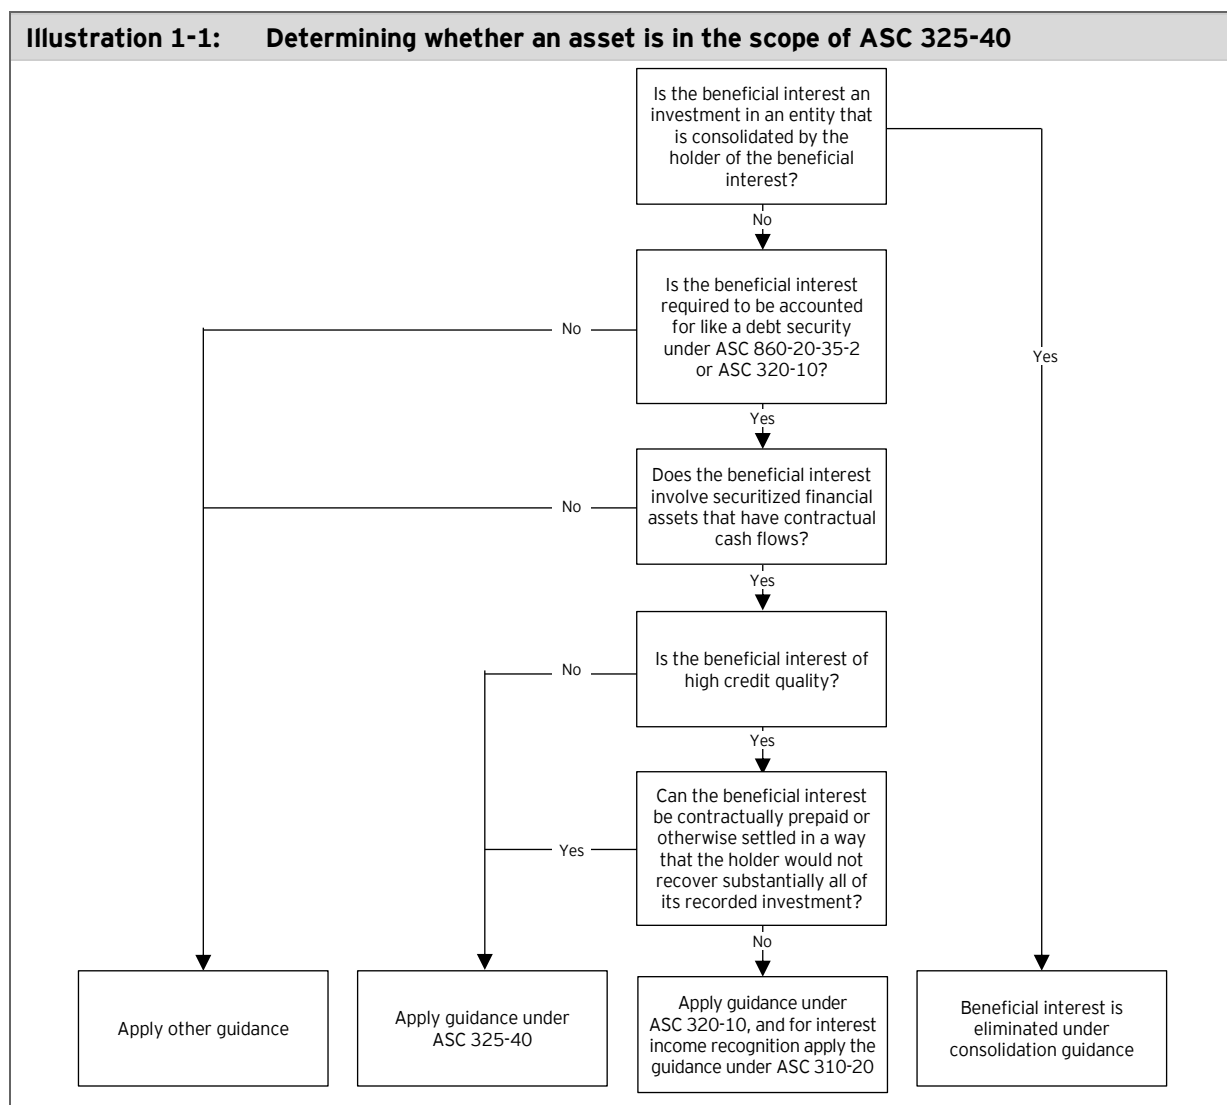 Illustration 1-1: Determining whether an asset is in the scope of ASC 325-40
Is the beneficial interest an
investment in an entity that
is consolidated by the
holder of the beneficial
interest?
No
Yes
Is the beneficial interest
required to be accounted
for like a debt security
under ASC 860-20-35-2
or ASC 320-10?
No
Yes
Does the beneficial interest
involve securitized financial
assets that have contractual
cash flows?
No
Yes
Is the beneficial interest of
high credit quality?
No
Yes
Can the beneficial interest
be contractually prepaid or
otherwise settled in a way
that the holder would not
recover substantially all of
its recorded investment?
Yes
No
Apply other guidance
Apply guidance under
ASC 325-40
Apply guidance under
ASC 320-10, and for interest
income recognition apply the
guidance under ASC 310-20
Beneficial interest is
eliminated under
consolidation guidance